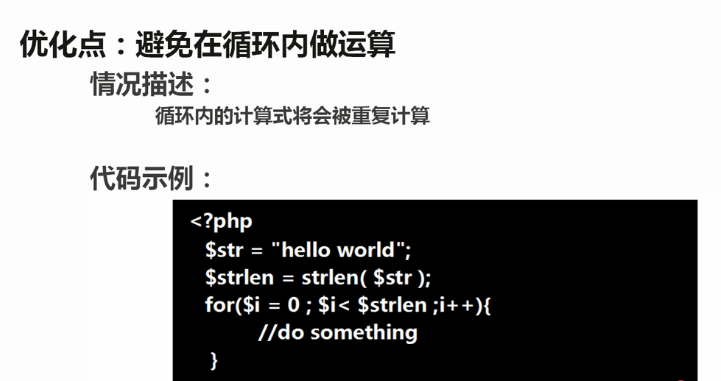 优化点：避免在循环内做运算
情况描述：
循环内的计算式将会被重复计算
代码示例：
<?php
$str = "hello world";
$strlen = strlen( $str );
for($i = 0 ; $i< $strlen ;i++){
//do something
}